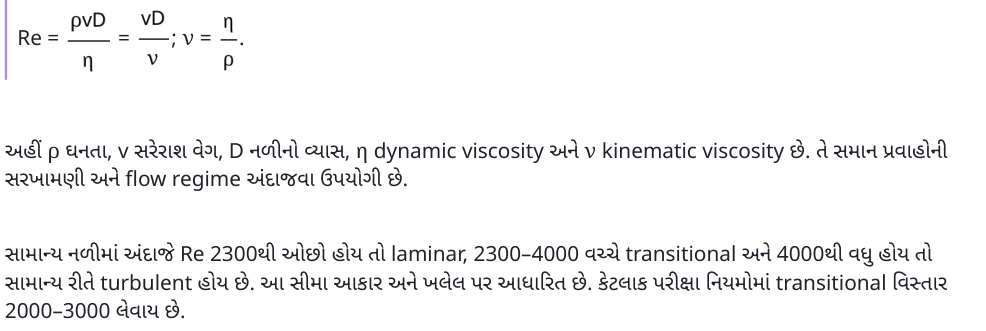 Re = ρvD/η = vD/ν; ν = η/ρ.
અહીં ρ ઘનતા, v સરેરાશ વેગ, D નળીનો વ્યાસ, η dynamic viscosity અને ν kinematic viscosity છે. તે સમાન પ્રવાહોની
સરખામણી અને flow regime અંદાજવા ઉપયોગી છે.
સામાન્ય નળીમાં અંદાજે Re 2300થી ઓછો હોય તો laminar, 2300–4000 વચ્ચે transitional અને 4000થી વધુ હોય તો
સામાન્ય રીતે turbulent હોય છે. આ સીમા આકાર અને ખલેલ પર આધારિત છે. કેટલાક પરીક્ષા નિયમોમાં transitional વિસ્તાર
2000–3000 લેવાય છે.